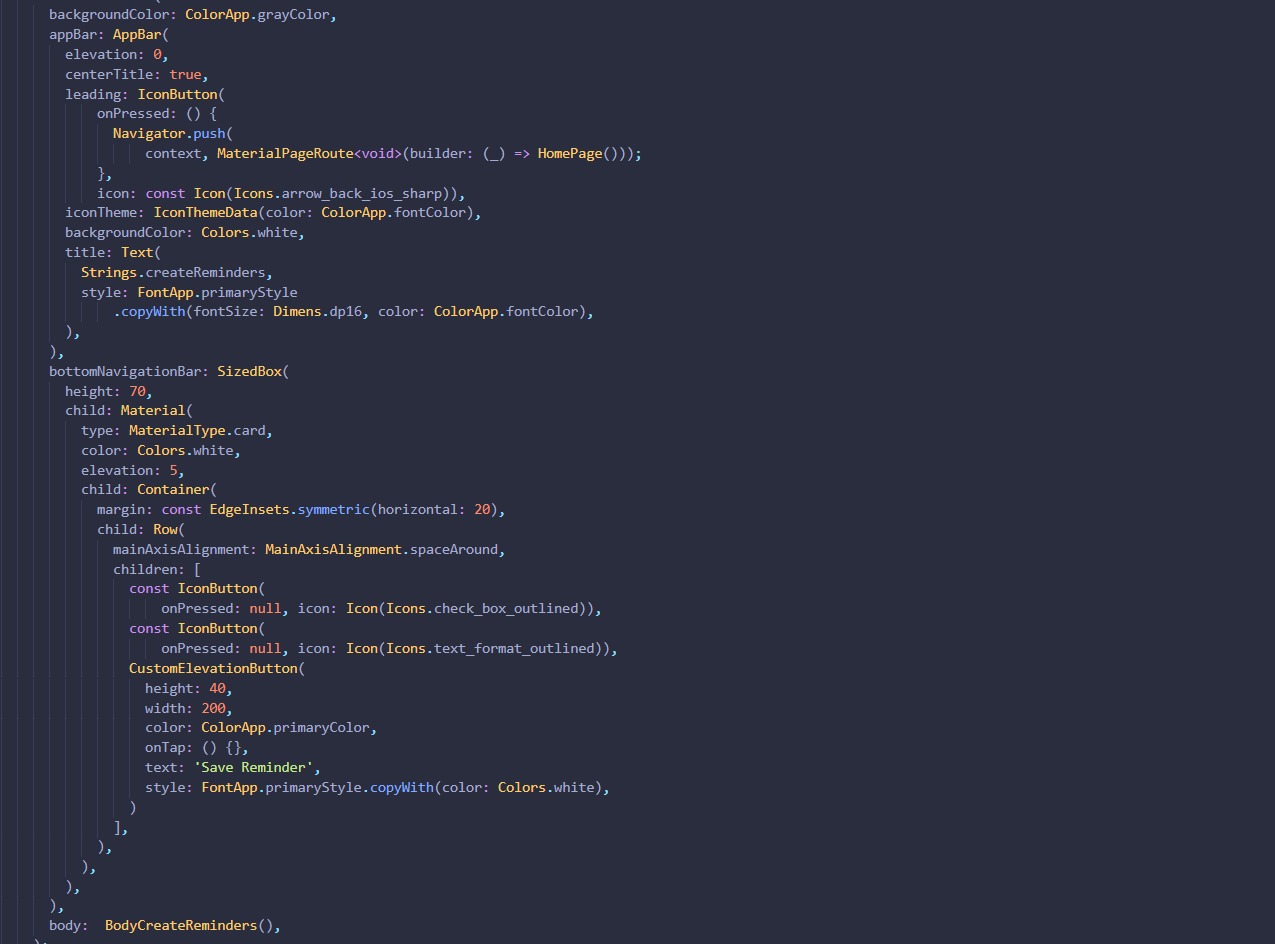 backgroundColor: ColorApp.grayColor,
appBar: AppBar(
elevation: 0,
centerTitle: true,
leading: IconButton(
onPressed: () {
Navigator.push(
context, MaterialPageRoute<void>(builder: (_) => HomePage()));
},
icon: const Icon(Icons.arrow_back_ios_sharp)),
iconTheme: IconThemeData(color: ColorApp.fontColor),
backgroundColor: Colors.white,
title: Text(
Strings.createReminders,
style: FontApp.primaryStyle
.copyWith(fontSize: Dimens.dp16, color: ColorApp.fontColor),
),
),
bottomNavigationBar: SizedBox(
height: 70,
child: Material(
type: MaterialType.card,
color: Colors.white,
elevation: 5,
child: Container(
margin: const EdgeInsets.symmetric(horizontal: 20),
child: Row(
mainAxisAlignment: MainAxisAlignment.spaceAround,
children: [
const IconButton(
onPressed: null, icon: Icon(Icons.check_box_outlined)),
const IconButton(
onPressed: null, icon: Icon(Icons.text_format_outlined)),
CustomElevationButton(
height: 40,
width: 200,
color: ColorApp.primaryColor,
onTap: () {},
text: 'Save Reminder',
style: FontApp.primaryStyle.copyWith(color: Colors.white),
)
],
),
),
),
),
body:  BodyCreateReminders(),